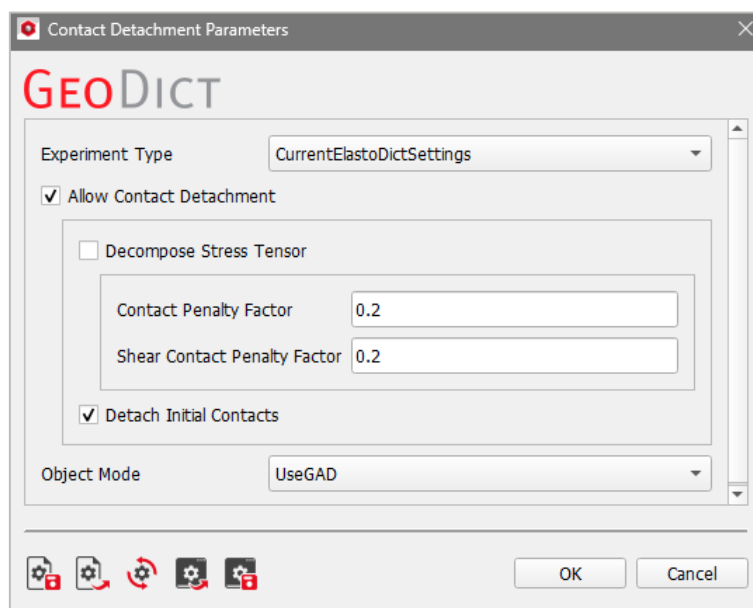 Contact Detachment Parameters
GEODICT
Experiment Type CurrentElastoDictSettings
Allow Contact Detachment
Decompose Stress Tensor
Contact Penalty Factor 0.2
Shear Contact Penalty Factor 0.2
Detach Initial Contacts
Object Mode UseGAD
OK Cancel